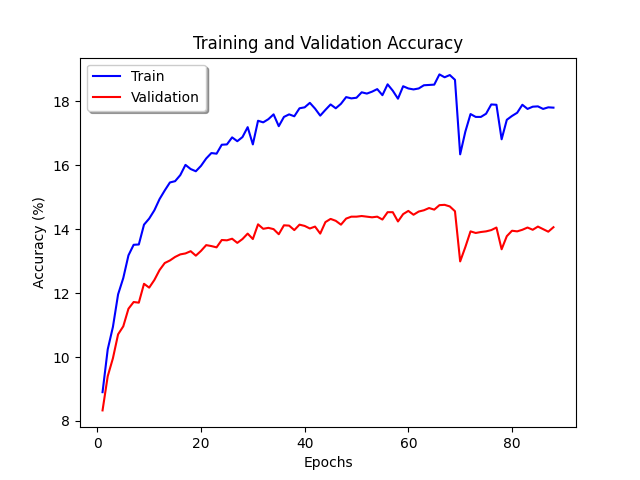 Training and Validation Accuracy
Train
Validation
Accuracy (%)
18
16
14
12
10
8
0 20 40 60 80
Epochs